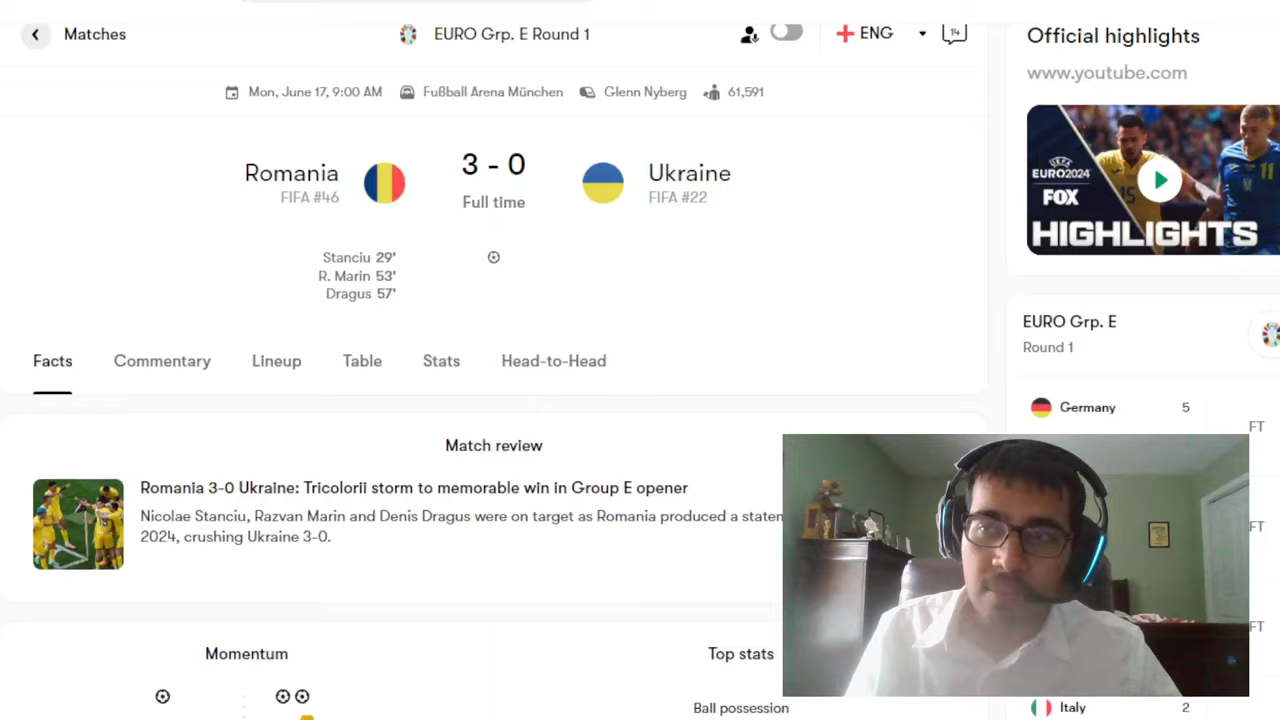 Matches
EURO Grp. E Round 1
14
ENG
Official highlights
www.youtube.com
Mon, June 17, 9:00 AM
Fußball Arena München
Glenn Nyberg
61,591
Romania
FIFA #46
3 - 0
Full time
Ukraine
FIFA #22
UEFA
EURO2024
FOX
15
11
HIGHLIGHTS
Stanciu 29'
R. Marin 53'
Dragus 57'
EURO Grp. E
Round 1
Facts
Commentary
Lineup
Table
Stats
Head-to-Head
Germany 5
FT
Match review
Romania 3-0 Ukraine: Tricolorii storm to memorable win in Group E opener
Nicolae Stanciu, Razvan Marin and Denis Dragus were on target as Romania produced a staten
2024, crushing Ukraine 3-0.
FT
FT
Momentum
Top stats
Ball possession
Italy 2